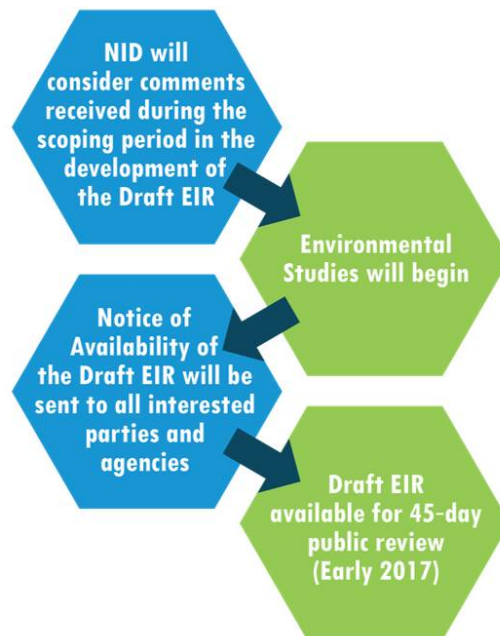 NID will
consider comments
received during the
scoping period in the
development of
the Draft EIR
Environmental
Studies will begin
Notice of
Availability of
the Draft EIR will be
sent to all interested
parties and
agencies
Draft EIR
available for 45-day
public review
(Early 2017)